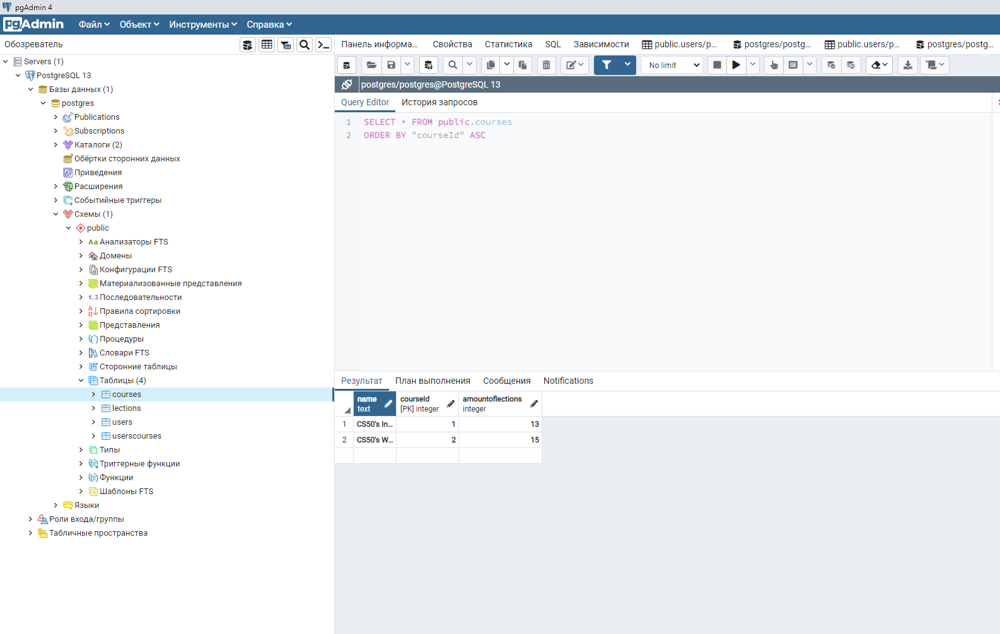 pgAdmin 4
pgAdmin Файл Объект Инструменты Справка
Обозреватель
Servers (1)
PostgreSQL 13
Базы данных (1)
postgres
Publications
Subscriptions
Каталоги (2)
Обёртки сторонних данных
Приведения
Расширения
Событийные триггеры
Схемы (1)
public
Aa Анализаторы FTS
Домены
Конфигурации FTS
Материализованные представления
1..3 Последовательности
Правила сортировки
Представления
Процедуры
Словари FTS
Сторонние таблицы
Таблицы (4)
courses
lections
users
userscourses
Типы
Триггерные функции
Функции
Шаблоны FTS
Языки
Роли входа/группы
Табличные пространства
Панель информа... Свойства Статистика SQL Зависимости public.users/p... postgres/postg... public.users/p... postgres/postg...
No limit
postgres/postgres@PostgreSQL 13
Query Editor История запросов
1 SELECT * FROM public.courses
2 ORDER BY "courseId" ASC
Результат План выполнения Сообщения Notifications
name courseId amountoflections
text [PK] integer integer
1 CS50's In... 1 13
2 CS50's W... 2 15